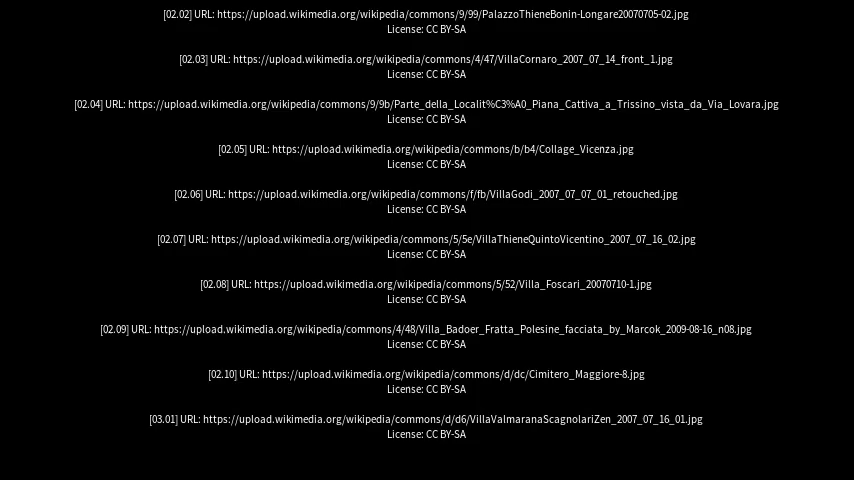 [02.02] URL: https://upload.wikimedia.org/wikipedia/commons/9/99/PalazzoThieneBonin-Longare20070705-02.jpg
License: CC BY-SA
[02.03] URL: https://upload.wikimedia.org/wikipedia/commons/4/47/VillaCornaro_2007_07_14_front_1.jpg
License: CC BY-SA
[02.04] URL: https://upload.wikimedia.org/wikipedia/commons/9/9b/Parte_della_Localit%C3%A0_Piana_Cattiva_a_Trissino_vista_da_Via_Lovara.jpg
License: CC BY-SA
[02.05] URL: https://upload.wikimedia.org/wikipedia/commons/b/b4/Collage_Vicenza.jpg
License: CC BY-SA
[02.06] URL: https://upload.wikimedia.org/wikipedia/commons/f/fb/VillaGodi_2007_07_07_01_retouched.jpg
License: CC BY-SA
[02.07] URL: https://upload.wikimedia.org/wikipedia/commons/5/5e/VillaThieneQuintoVicentino_2007_07_16_02.jpg
License: CC BY-SA
[02.08] URL: https://upload.wikimedia.org/wikipedia/commons/5/52/Villa_Foscari_20070710-1.jpg
License: CC BY-SA
[02.09] URL: https://upload.wikimedia.org/wikipedia/commons/4/48/Villa_Badoer_Fratta_Polesine_facciata_by_Marcok_2009-08-16_n08.jpg
License: CC BY-SA
[02.10] URL: https://upload.wikimedia.org/wikipedia/commons/d/dc/Cimitero_Maggiore-8.jpg
License: CC BY-SA
[03.01] URL: https://upload.wikimedia.org/wikipedia/commons/d/d6/VillaValmaranaScagnolariZen_2007_07_16_01.jpg
License: CC BY-SA